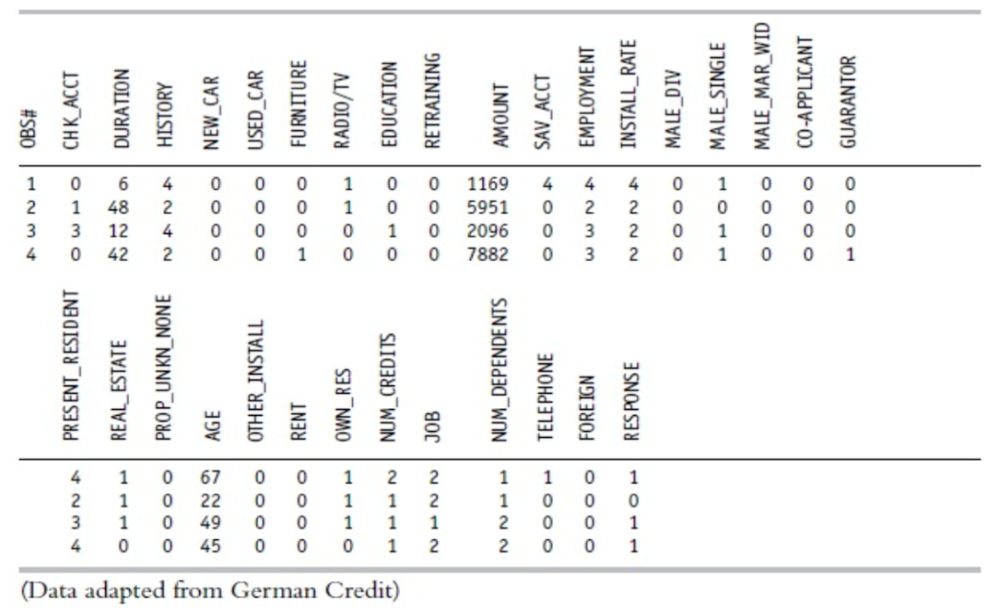 OBS# CHK_ACCT DURATION HISTORY NEW_CAR USED_CAR FURNITURE RADIO/TV EDUCATION RETRAINING AMOUNT SAV_ACCT EMPLOYMENT INSTALL_RATE MALE_DIV MALE_SINGLE MALE_MAR_WID CO-APPLICANT GUARANTOR
1 0 6 4 0 0 0 1 0 0 1169 4 4 4 0 1 0 0 0
2 1 48 2 0 0 0 1 0 0 5951 0 2 2 0 0 0 0 0
3 3 12 4 0 0 0 0 1 0 2096 0 3 2 0 1 0 0 0
4 0 42 2 0 0 1 0 0 0 7882 0 3 2 0 1 0 0 1
PRESENT_RESIDENT REAL_ESTATE PROP_UNKN_NONE AGE OTHER_INSTALL RENT OWN_RES NUM_CREDITS JOB NUM_DEPENDENTS TELEPHONE FOREIGN RESPONSE
4 1 0 67 0 0 1 2 2 1 1 0 1
2 1 0 22 0 0 1 1 2 1 0 0 0
3 1 0 49 0 0 1 1 1 2 0 0 1
4 0 0 45 0 0 0 1 2 2 0 0 1
(Data adapted from German Credit)